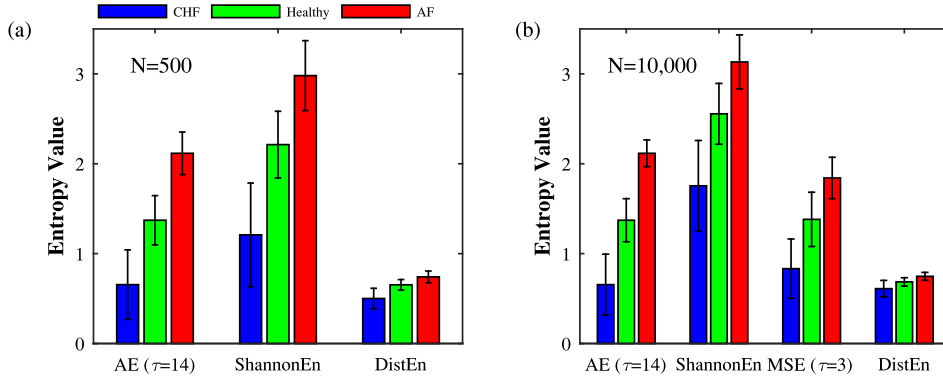 CHF Healthy AF
(a)
N=500
Entropy Value
3
2
1
0
AE (τ=14) ShannonEn DistEn
(b)
N=10,000
Entropy Value
3
2
1
0
AE (τ=14) ShannonEn MSE (τ=3) DistEn